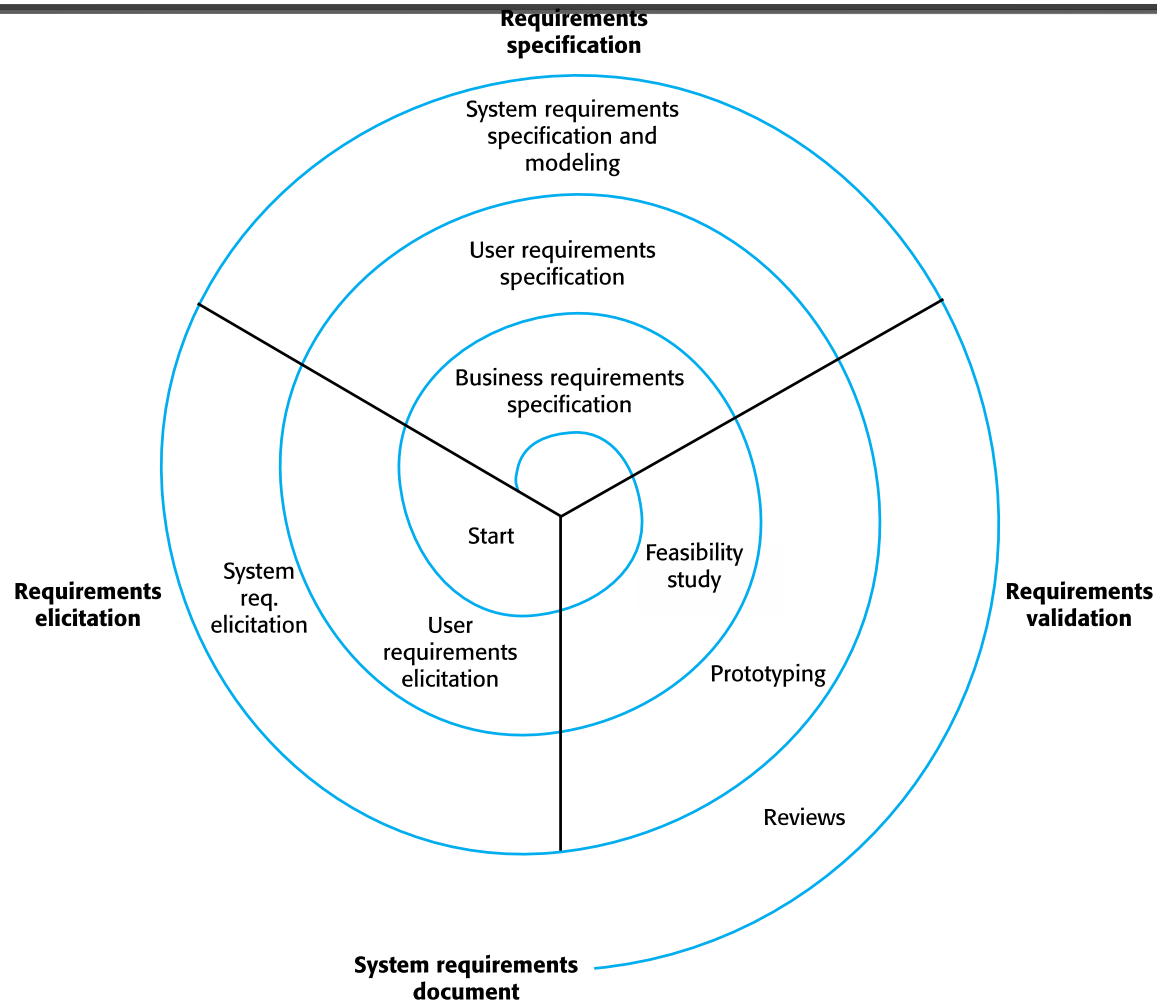 Requirements
specification
System requirements
specification and
modeling
User requirements
specification
Business requirements
specification
Start
Feasibility
study
System
req.
elicitation
Requirements
elicitation
Requirements
validation
User
requirements
elicitation
Prototyping
Reviews
System requirements
document